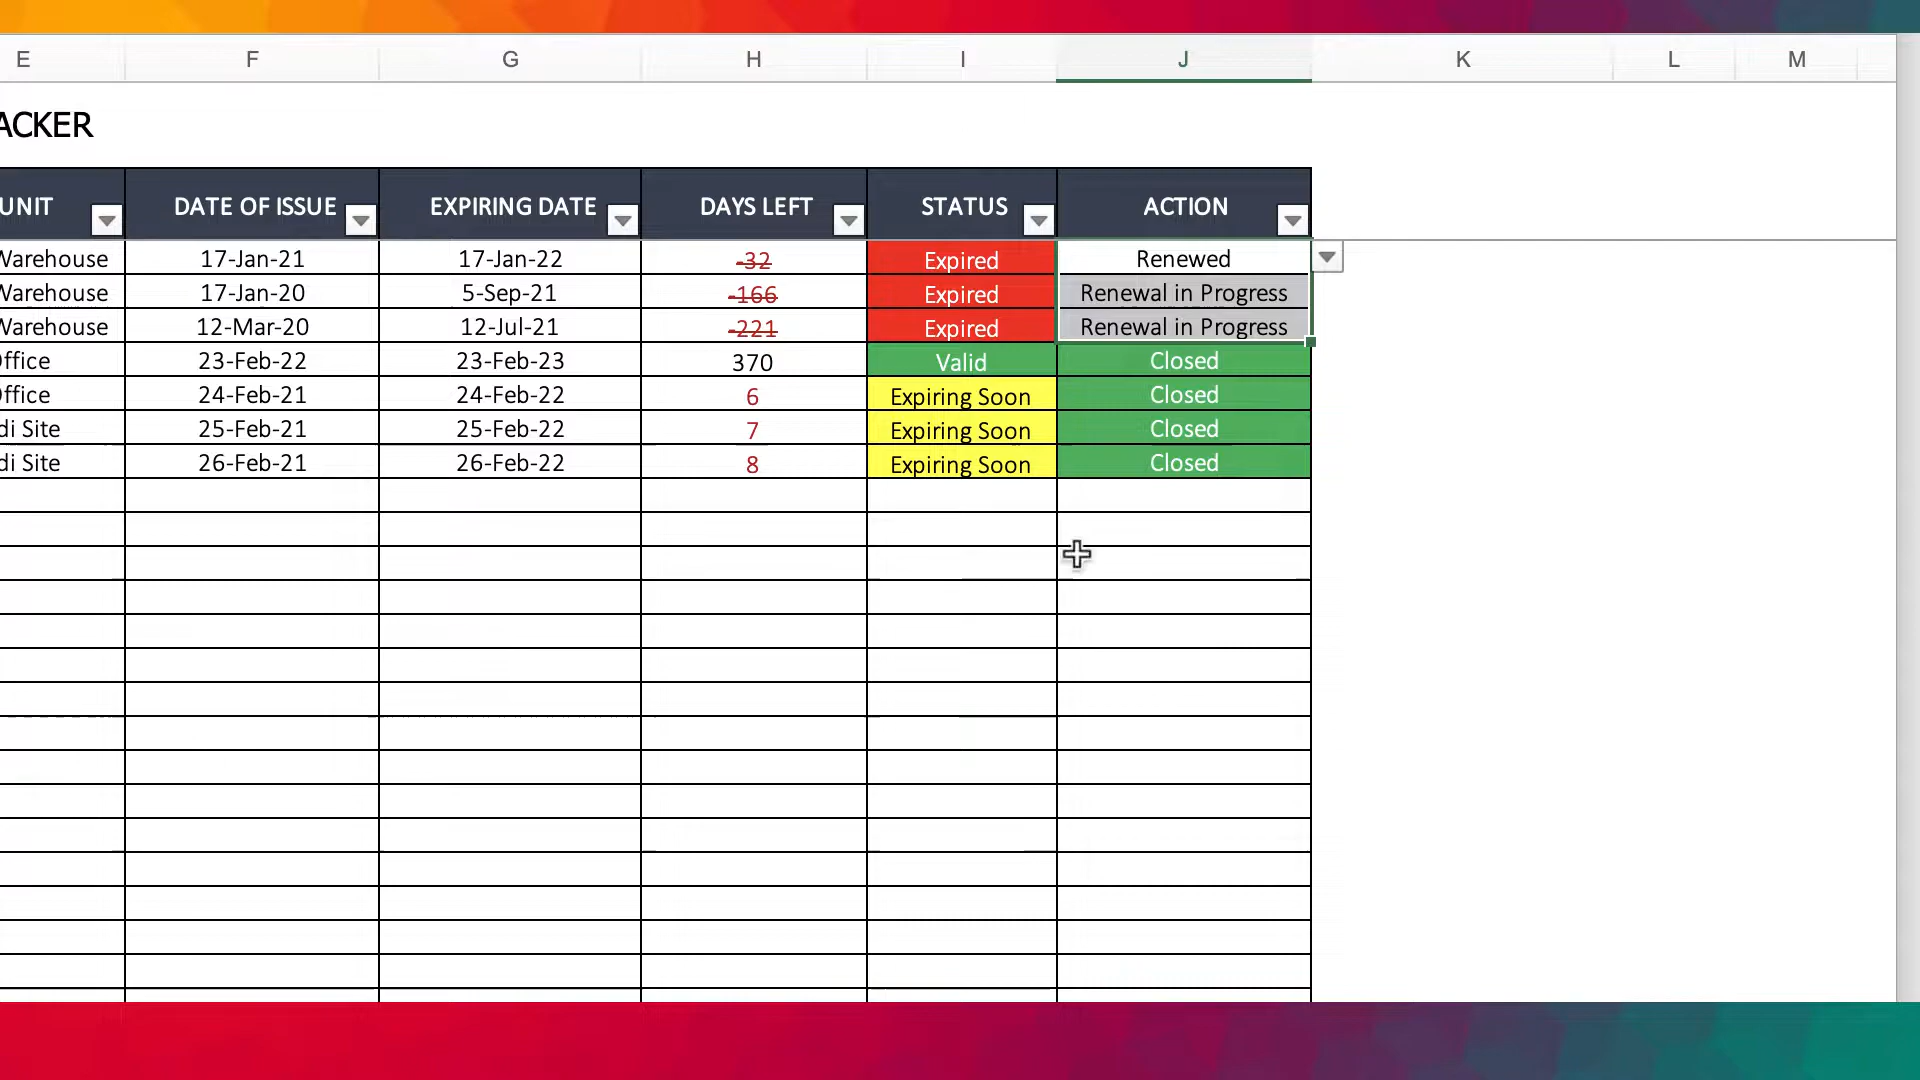 E F G H I J K L M
ACKER
UNIT DATE OF ISSUE EXPIRING DATE DAYS LEFT STATUS ACTION
Warehouse 17-Jan-21 17-Jan-22 -32 Expired Renewed
Warehouse 17-Jan-20 5-Sep-21 -166 Expired Renewal in Progress
Warehouse 12-Mar-20 12-Jul-21 -221 Expired Renewal in Progress
ffice 23-Feb-22 23-Feb-23 370 Valid Closed
ffice 24-Feb-21 24-Feb-22 6 Expiring Soon Closed
di Site 25-Feb-21 25-Feb-22 7 Expiring Soon Closed
di Site 26-Feb-21 26-Feb-22 8 Expiring Soon Closed